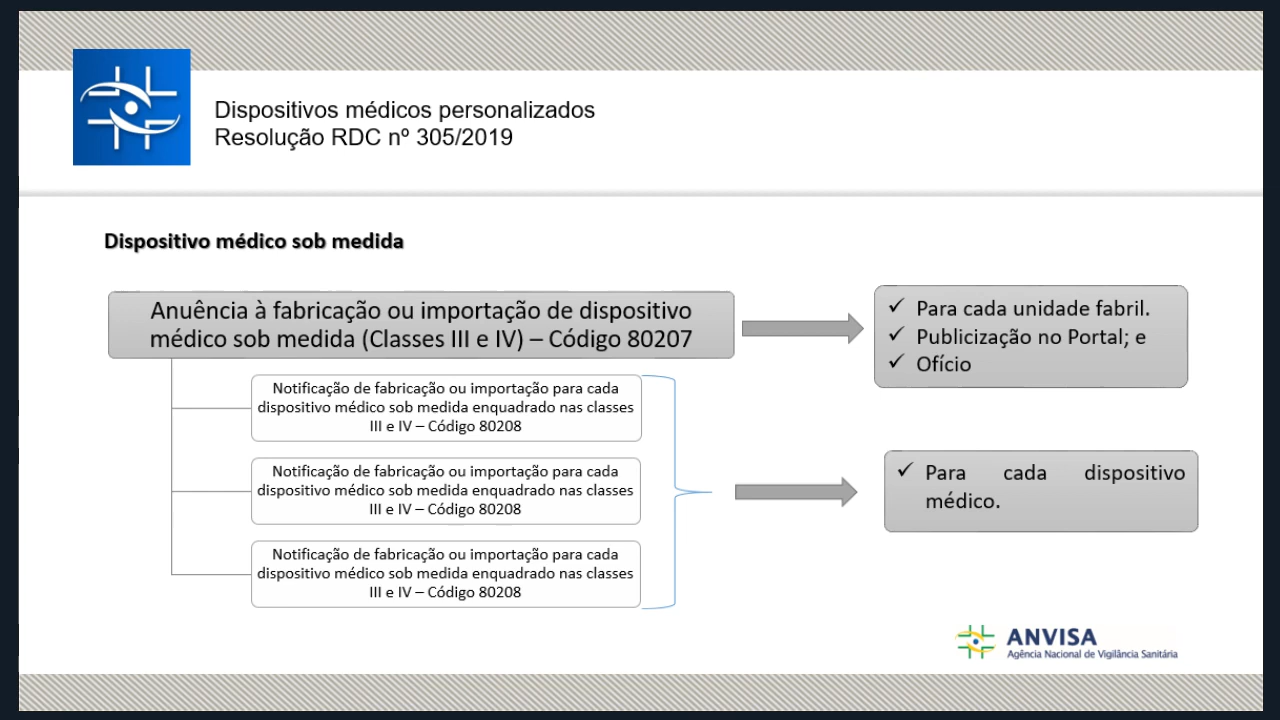 Dispositivos médicos personalizados
Resolução RDC nº 305/2019
Dispositivo médico sob medida
Anuência à fabricação ou importação de dispositivo
médico sob medida (Classes III e IV) – Código 80207
✓ Para cada unidade fabril.
✓ Publicização no Portal; e
✓ Ofício
Notificação de fabricação ou importação para cada
dispositivo médico sob medida enquadrado nas classes
III e IV – Código 80208
Notificação de fabricação ou importação para cada
dispositivo médico sob medida enquadrado nas classes
III e IV – Código 80208
Notificação de fabricação ou importação para cada
dispositivo médico sob medida enquadrado nas classes
III e IV – Código 80208
✓ Para cada dispositivo
médico.
ANVISA
Agência Nacional de Vigilância Sanitária